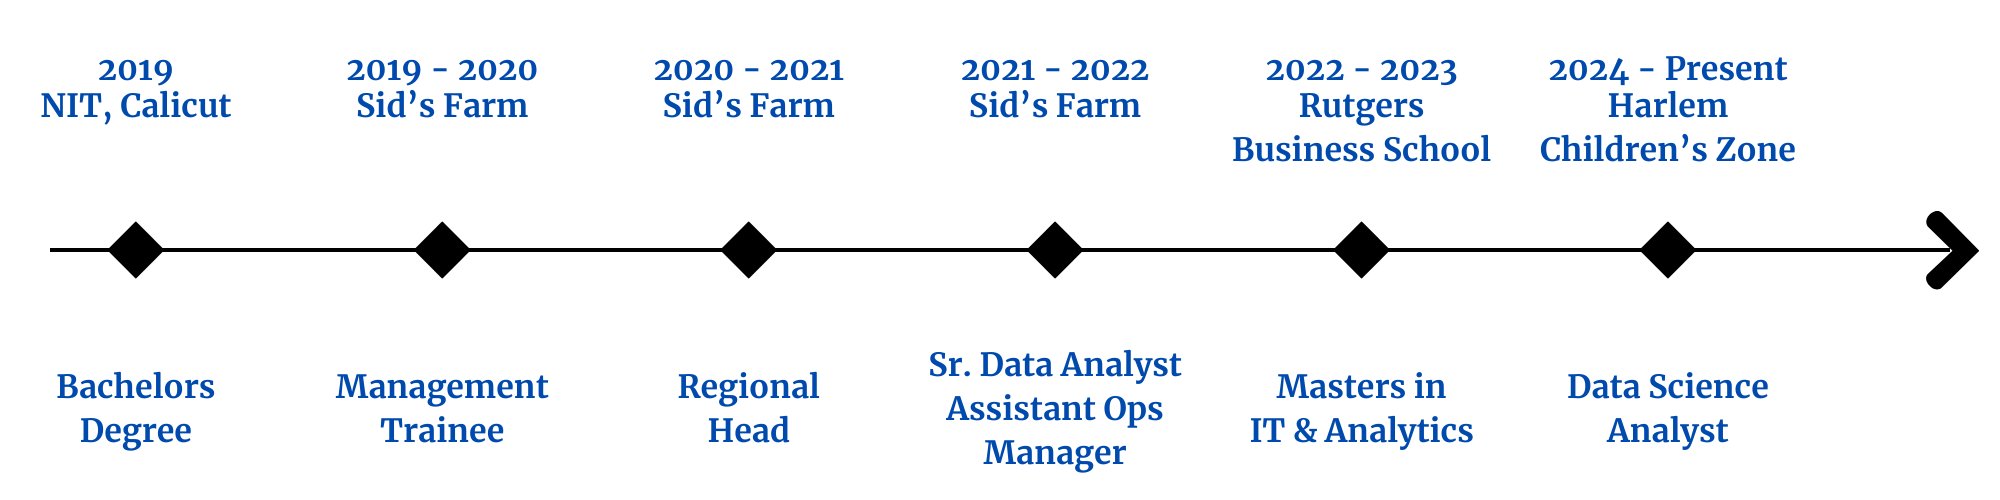 2019
NIT, Calicut
2019 - 2020
Sid’s Farm
2020 - 2021
Sid’s Farm
2021 - 2022
Sid’s Farm
2022 - 2023
Rutgers
Business School
2024 - Present
Harlem
Children’s Zone
Bachelors
Degree
Management
Trainee
Regional
Head
Sr. Data Analyst
Assistant Ops
Manager
Masters in
IT & Analytics
Data Science
Analyst